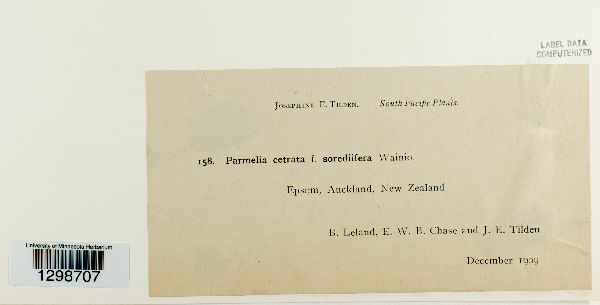 LABEL DATA
COMPUTERIZED
Josephine E. Tilden. South Pacific Plants.
158. Parmelia cetrata f. sorediifera Wainio.
Epsom, Auckland, New Zealand
B. Leland, E. W. B. Chase and J. E. Tilden
December 1909
University of Minnesota Herbarium
1298707